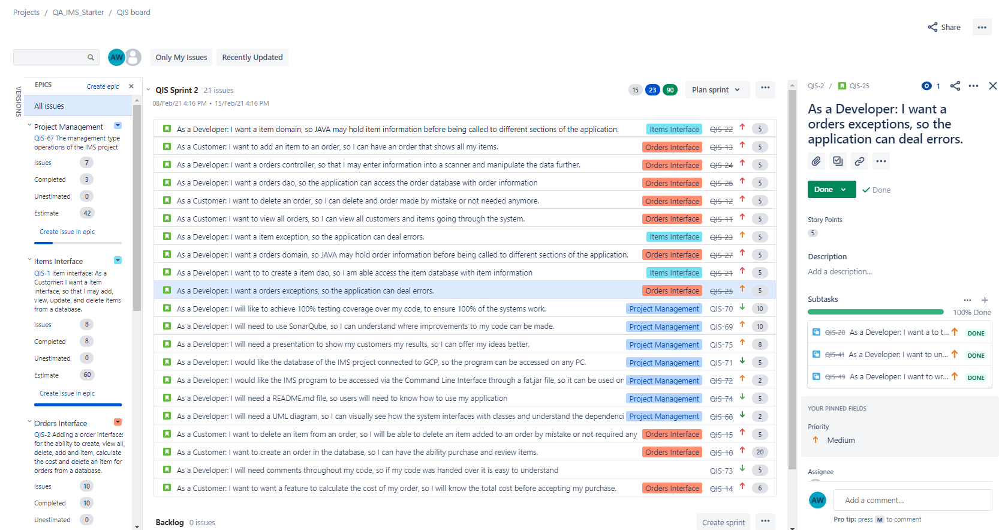 Projects / QA_IMS_Starter / QIS board
Share
AW Only My Issues Recently Updated
VERSIONS
EPICS Create epic
All issues
Project Management
QIS-67 The management type
operations of the IMS project
Issues 7
Completed 3
Unestimated 0
Estimate 42
Create issue in epic
Items Interface
QIS-1 Item interface: As a
Customer: I want a item
interface, so that I may add,
view, update, and delete items
from a database.
Issues 8
Completed 8
Unestimated 0
Estimate 60
Create issue in epic
Orders Interface
QIS-2 Adding a order interface:
for the ability to create, view all,
delete, add and item, calculate
the cost and delete an item for
orders from a database.
Issues 10
Completed 10
Unestimated 0
QIS Sprint 2 21 issues 15 23 90 Plan sprint
08/Feb/21 4:16 PM • 15/Feb/21 4:16 PM
As a Developer: I want a item domain, so JAVA may hold item information before being called to different sections of the application. Items Interface QIS-22 5
As a Customer: I want to add an item to an order, so I can have an order that shows all my items. Orders Interface QIS-13 5
As a Developer: I want a orders controller, so that I may enter information into a scanner and manipulate the data further. Orders Interface QIS-24 5
As a Developer: I want a orders dao, so the application can access the order database with order information Orders Interface QIS-26 5
As a Customer: I want to delete an order, so I can delete and order made by mistake or not needed anymore. Orders Interface QIS-12 5
As a Customer: I want to view all orders, so I can view all customers and items going through the system. Orders Interface QIS-11 5
As a Developer: I want a item exception, so the application can deal errors. Items Interface QIS-23 5
As a Developer: I want a orders domain, so JAVA may hold order information before being called to different sections of the application. Orders Interface QIS-27 5
As a Developer: I want to to create a item dao, so I am able access the item database with item information Items Interface QIS-21 5
As a Developer: I want a orders exceptions, so the application can deal errors. Orders Interface QIS-25 5
As a Developer: I will like to achieve 100% testing coverage over my code, to ensure 100% of the systems work. Project Management QIS-70 10
As a Developer: I will need to use SonarQube, so I can understand where improvements to my code can be made. Project Management QIS-69 10
As a Developer: I will need a presentation to show my customers my results, so I can offer my ideas better. Project Management QIS-75 8
As a Developer: I would like the database of the IMS project connected to GCP, so the program can be accessed on any PC. Project Management QIS-71 5
As a Developer: I would like the IMS program to be accessed via the Command Line Interface through a fat.jar file, so it can be used on Project Management QIS-72 2
As a Developer: I will need a README.md file, so users will need to know how to use my application Project Management QIS-74 5
As a Developer: I will need a UML diagram, so I can visually see how the system interfaces with classes and understand the dependenci Project Management QIS-68 2
As a Customer: I want to delete an item from an order, so I will be able to delete an item added to an order by mistake or not required any Orders Interface QIS-15 5
As a Customer: I want to create an order in the database, so I can have the ability purchase and review items. Orders Interface QIS-10 20
As a Developer: I will need comments throughout my code, so if my code was handed over it is easy to understand QIS-73 5
As a Customer: I want to want a feature to calculate the cost of my order, so I will know the total cost before accepting my purchase. Orders Interface QIS-14 6
Backlog 0 issues Create sprint
QIS-2 / QIS-25 1
As a Developer: I want a
orders exceptions, so the
application can deal errors.
Done Done
Story Points
5
Description
Add a description...
Subtasks
100% Done
QIS-28 As a Developer: I want a to t... DONE
QIS-41 As a Developer: I want to un... DONE
QIS-49 As a Developer: I want to wr... DONE
YOUR PINNED FIELDS
Priority
Medium
Assignee
AW Add a comment...
Pro tip: press M to comment